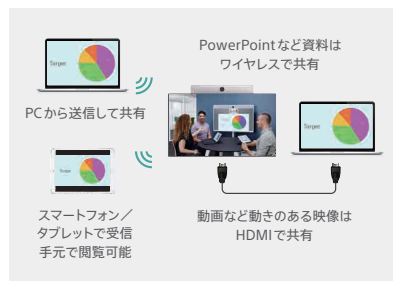 Target
PCから送信して共有
Target
スマートフォン／
タブレットで受信
手元で閲覧可能
PowerPointなど資料は
ワイヤレスで共有
Target
動画など動きのある映像は
HDMIで共有